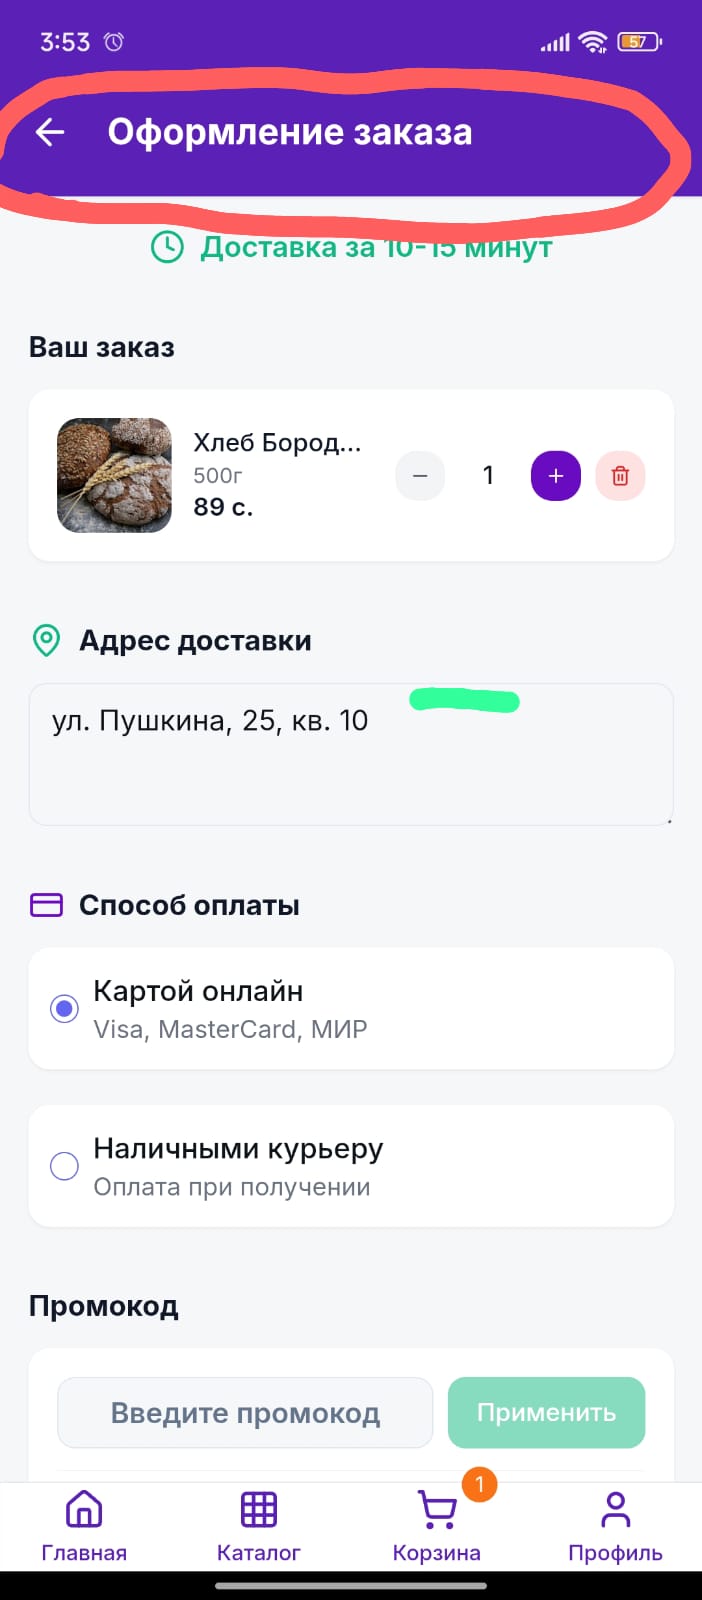 3:53
57
Оформление заказа
Доставка за 10-15 минут
Ваш заказ
Хлеб Бород...
500г
89 с.
1
Адрес доставки
ул. Пушкина, 25, кв. 10
Способ оплаты
Картой онлайн
Visa, MasterCard, МИР
Наличными курьеру
Оплата при получении
Промокод
Введите промокод
Применить
1
Главная
Каталог
Корзина
Профиль